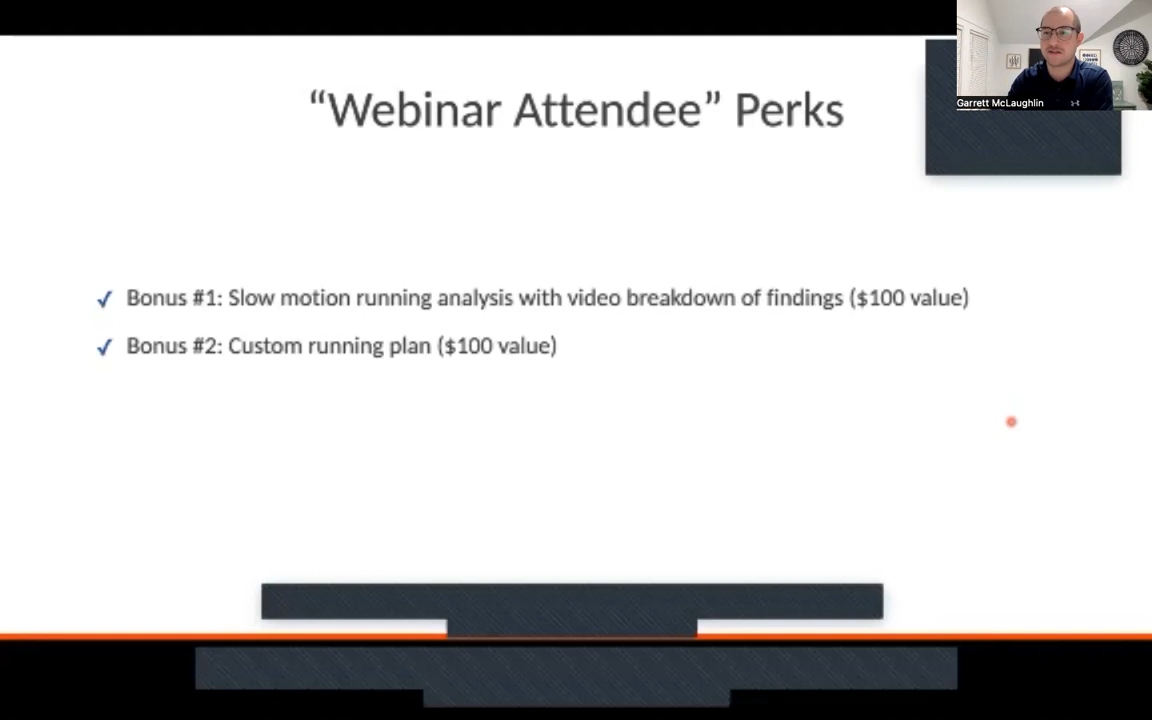 Garrett McLaughlin
“Webinar Attendee” Perks
✓ Bonus #1: Slow motion running analysis with video breakdown of findings ($100 value)
✓ Bonus #2: Custom running plan ($100 value)